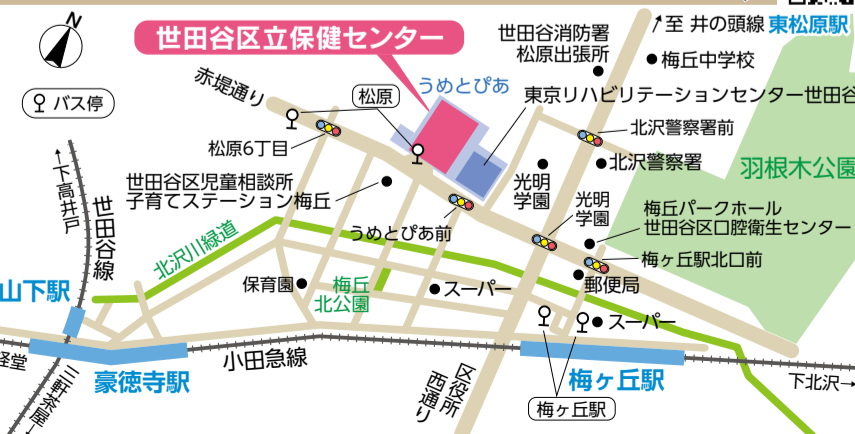 N
世田谷区立保健センター
世田谷消防署
松原出張所
至 井の頭線 東松原駅
梅丘中学校
バス停
赤堤通り
松原
うめとぴあ
東京リハビリテーションセンター世田谷
松原6丁目
北沢警察署前
北沢警察署
羽根木公園
←下高井戸
世田谷線
世田谷区児童相談所
子育てステーション梅丘
光明
学園
光明
学園
梅丘パークホール
世田谷区口腔衛生センター
北沢川緑道
うめとぴあ前
梅ヶ丘駅北口前
山下駅
保育園
梅丘
北公園
スーパー
郵便局
スーパー
経堂
豪徳寺駅
小田急線
区役所
西通り
梅ヶ丘駅
梅ヶ丘駅
下北沢→
三軒茶屋→